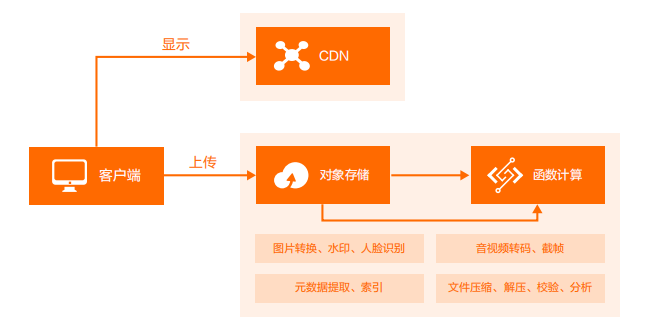 显示
CDN
客户端
上传
对象存储
函数计算
图片转换、水印、人脸识别
音视频转码、截帧
元数据提取、索引
文件压缩、解压、校验、分析